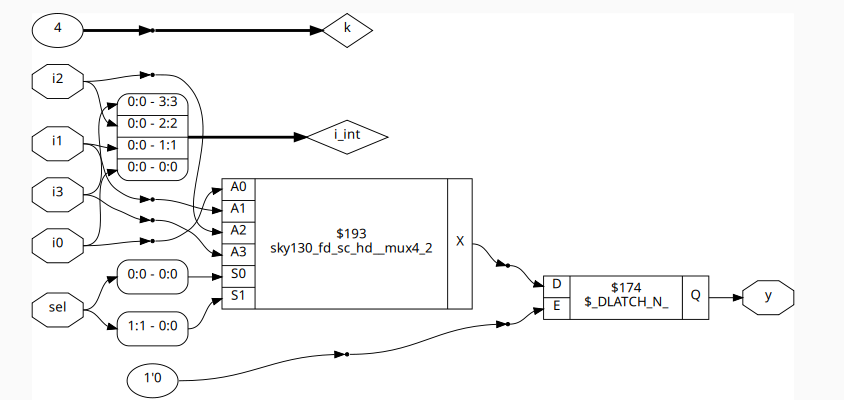 4
k
i2
0:0 - 3:3
0:0 - 2:2
0:0 - 1:1
0:0 - 0:0
i_int
i1
i3
i0
A0
A1
A2
A3
S0
S1
$193
sky130_fd_sc_hd__mux4_2
X
sel
0:0 - 0:0
1:1 - 0:0
D
E
$174
$_DLATCH_N_
Q
y
1'0